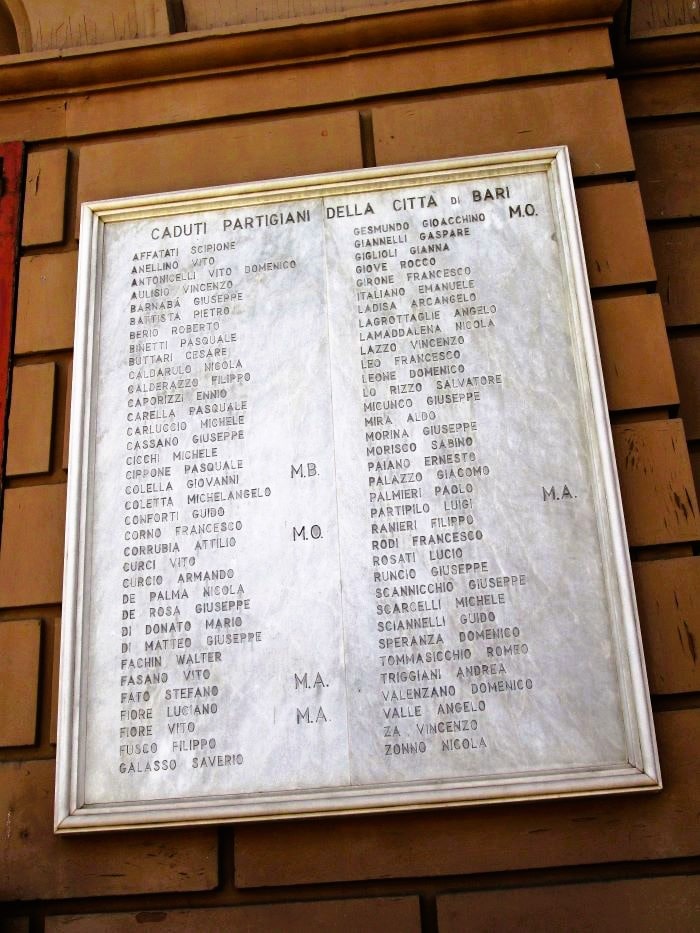 CADUTI PARTIGIANI DELLA CITTÀ DI BARI
AFFATATI SCIPIONE
ANELLINO VITO
ANTONICELLI VITO DOMENICO
AULISIO VINCENZO
BARNABÁ GIUSEPPE
BATTISTA PIETRO
BERIO ROBERTO
BINETTI PASQUALE
BUTTARI CESARE
CALDARULO NICOLA
CALDERAZZO FILIPPO
CAPORIZZI ENNIO
CARELLA PASQUALE
CARLUCCIO MICHELE
CASSANO GIUSEPPE
CICCHI MICHELE
CIPPONE PASQUALE
COLELLA GIOVANNI M.B.
COLETTA MICHELANGELO
CONFORTI GUIDO
CORNO FRANCESCO
CORRUBIA ATTILIO M.O.
CURCI VITO
CURCIO ARMANDO
DE PALMA NICOLA
DE ROSA GIUSEPPE
DI DONATO MARIO
DI MATTEO GIUSEPPE
FACHIN WALTER
FASANO VITO
FATO STEFANO M.A.
FIORE LUCIANO
FIORE VITO M.A.
FUSCO FILIPPO
GALASSO SAVERIO
GESMUNDO GIOACCHINO M.O.
GIANNELLI GASPARE
GIGLIOLI GIANNA
GIOVE ROCCO
GIRONE FRANCESCO
ITALIANO EMANUELE
LADISA ARCANGELO
LAGROTTAGLIE ANGELO
LAMADDALENA NICOLA
LAZZO VINCENZO
LEO FRANCESCO
LEONE DOMENICO
LO RIZZO SALVATORE
MICUNCO GIUSEPPE
MIRA ALDO
MORINA GIUSEPPE
MORISCO SABINO
PAIANO ERNESTO
PALAZZO GIACOMO
PALMIERI PAOLO
PARTIPILO LUIGI M.A.
RANIERI FILIPPO
RODI FRANCESCO
ROSATI LUCIO
RUNCIO GIUSEPPE
SCANNICCHIO GIUSEPPE
SCARCELLI MICHELE
SCIANNELLI GUIDO
SPERANZA DOMENICO
TOMMASICCHIO ROMEO
TRIGGIANI ANDREA
VALENZANO DOMENICO
VALLE ANGELO
ZA VINCENZO
ZONNO NICOLA